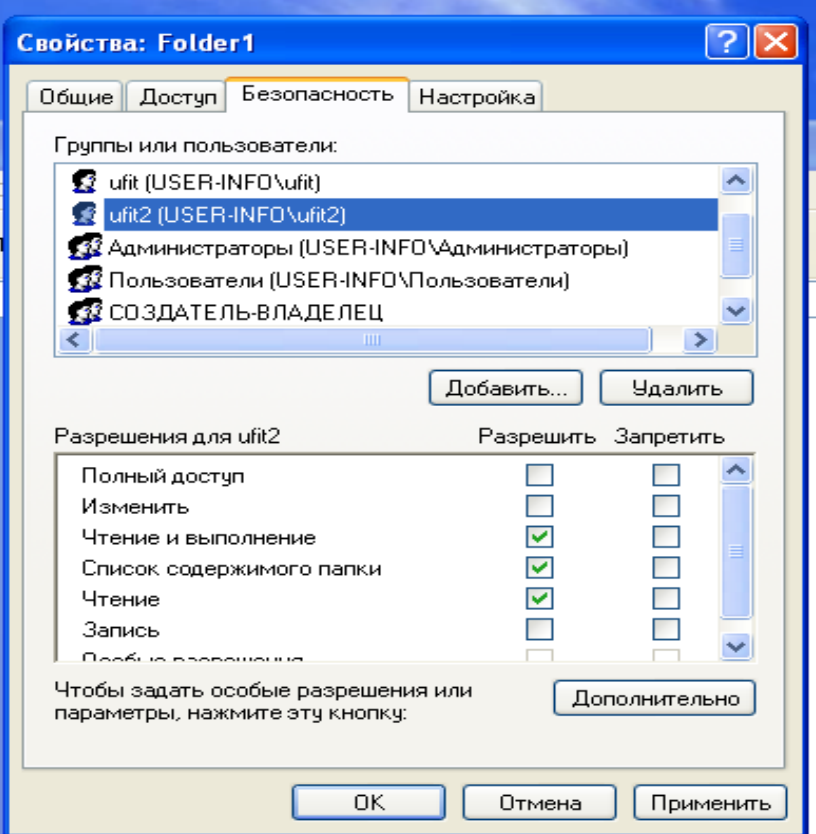 Свойства: Folder1
Общие Доступ Безопасность Настройка
Группы или пользователи:
ufit (USER-INFO\ufit)
ufit2 (USER-INFO\ufit2)
Администраторы (USER-INFO\Администраторы)
Пользователи (USER-INFO\Пользователи)
СОЗДАТЕЛЬ-ВЛАДЕЛЕЦ
Добавить... Удалить
Разрешения для ufit2 Разрешить Запретить
Полный доступ
Изменить
Чтение и выполнение
Список содержимого папки
Чтение
Запись
Особые разрешения
Чтобы задать особые разрешения или
параметры, нажмите эту кнопку:
Дополнительно
OK Отмена Применить